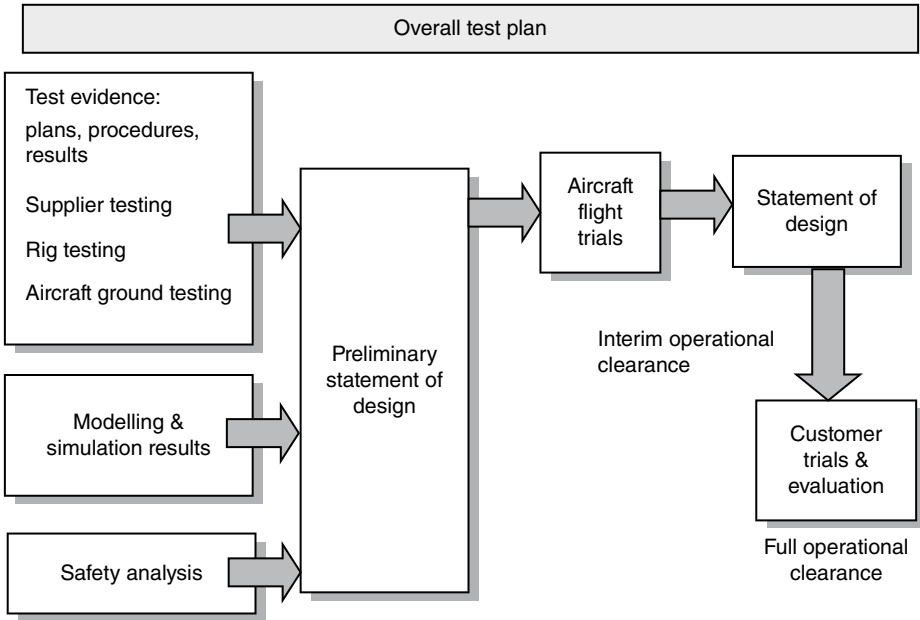 Overall test plan
Test evidence:
plans, procedures,
results
Supplier testing
Rig testing
Aircraft ground testing
Modelling &
simulation results
Safety analysis
Preliminary
statement of
design
Aircraft
flight
trials
Statement of
design
Interim operational
clearance
Customer
trials &
evaluation
Full operational
clearance